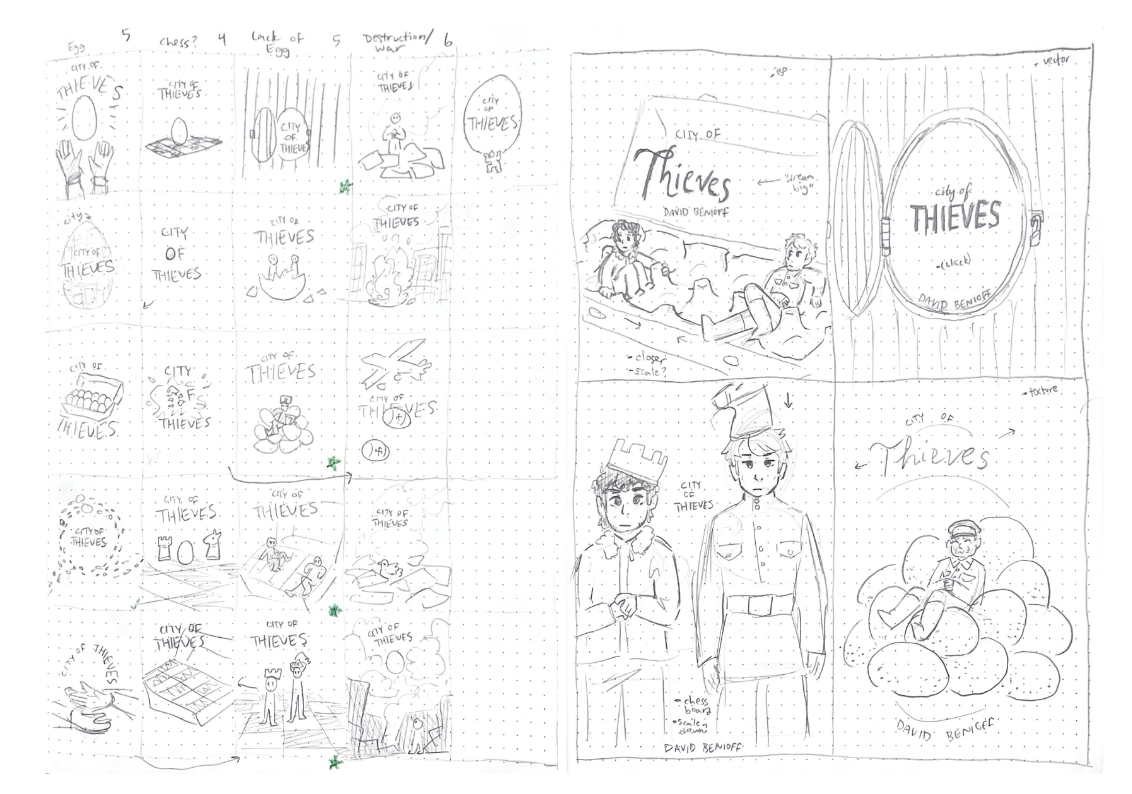 Egg
5
Chess?
4
Lack of
Egg
5
Destruction/
war
6
CITY OF
THIEVES
CITY OF
THIEVES
CITY
OF
THIEVES
CITY OF
THIEVES
CITY
OF
THIEVES
CITY OF
THIEVES
CITY
OF
THIEVES
CITY OF
THIEVES
CITY OF
THIEVES
CITY OF
THIEVES
CITY
OF
THIEVES
CITY OF
THIEVES
CITY OF
THIEVES
CITY OF
THIEVES
CITY OF
THIEVES
CITY OF
THIEVES
CITY OF
THIEVES
CITY OF THIEVES
CITY OF
THIEVES
CITY OF
THIEVES
CITY OF
THIEVES
- iso
CITY OF
Thieves
"dream
big"
DAVID BENIOFF
- closer
- scale?
- vector
city of
THIEVES
- (black)
DAVID BENIOFF
CITY
OF
THIEVES
- chess
board
- scale
down
DAVID BENIOFF
- texture
CITY OF
Thieves
DAVID BENIOFF